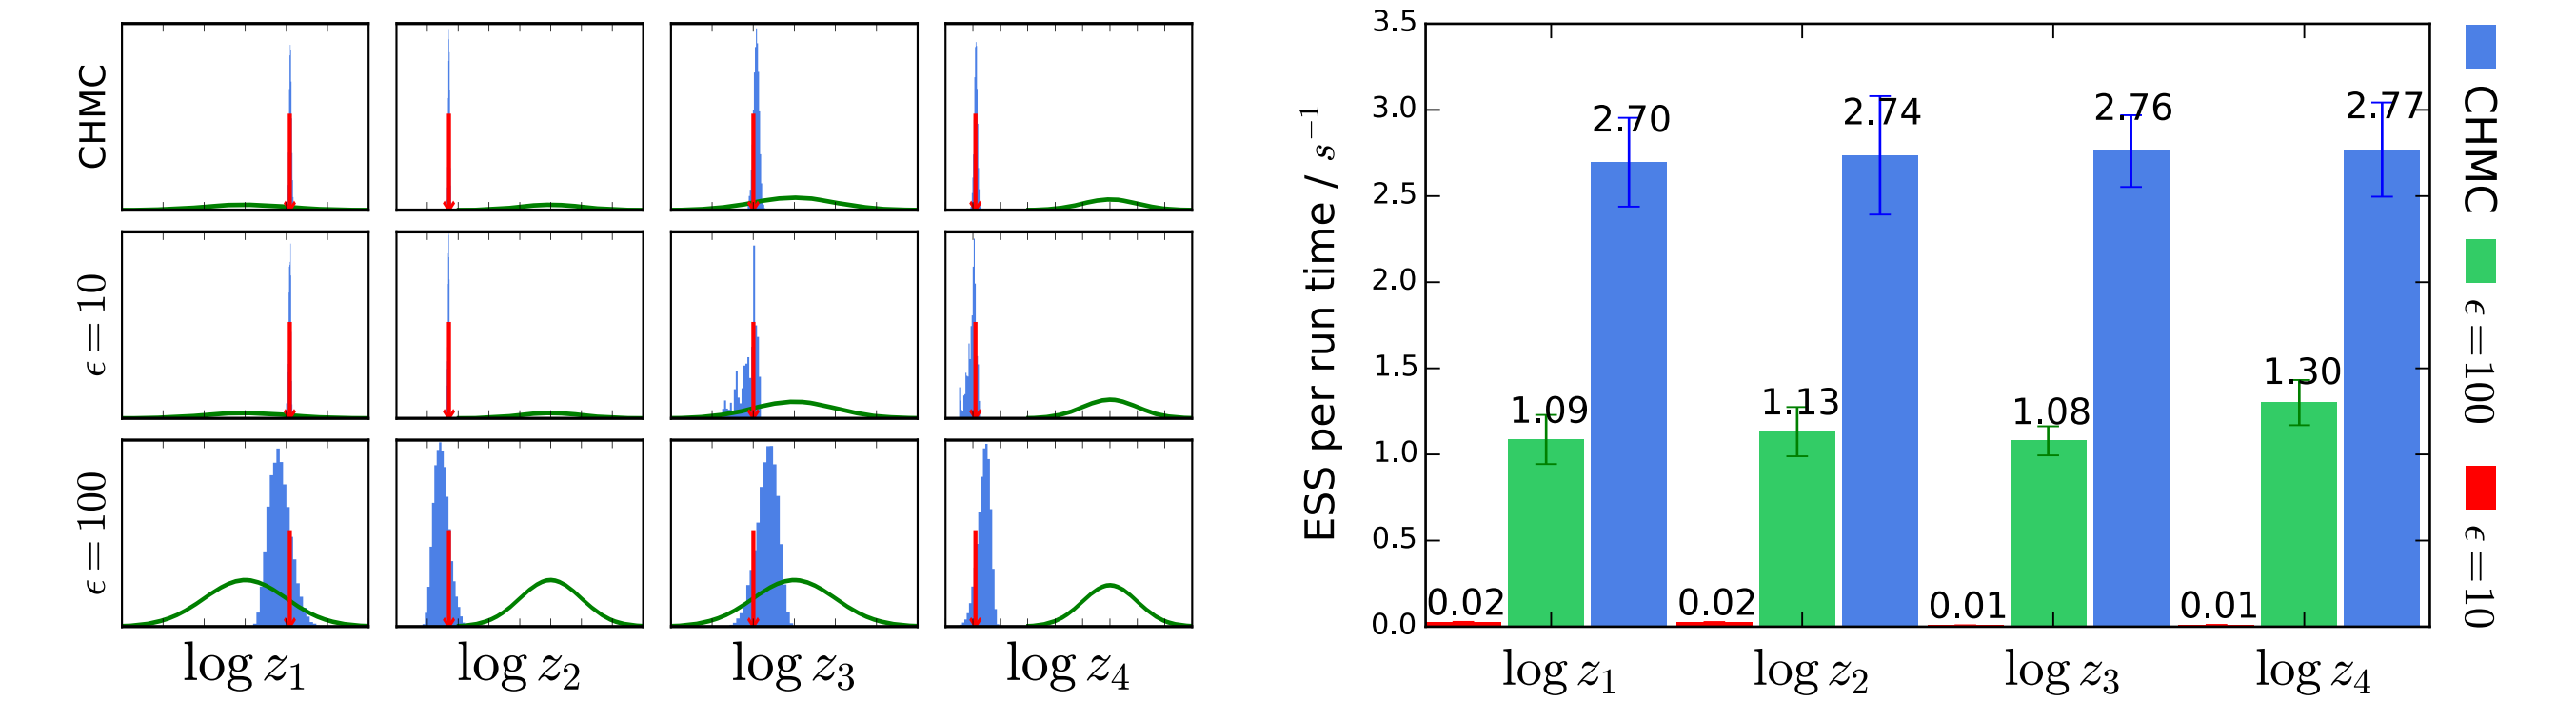 CHMC
ϵ = 10
ϵ = 100
log z₁
log z₂
log z₃
log z₄
ESS per run time / s⁻¹
3.5
3.0
2.5
2.0
1.5
1.0
0.5
0.0
0.02
1.09
2.70
0.02
1.13
2.74
0.01
1.08
2.76
0.01
1.30
2.77
log z₁
log z₂
log z₃
log z₄
CHMC
ϵ = 100
ϵ = 10